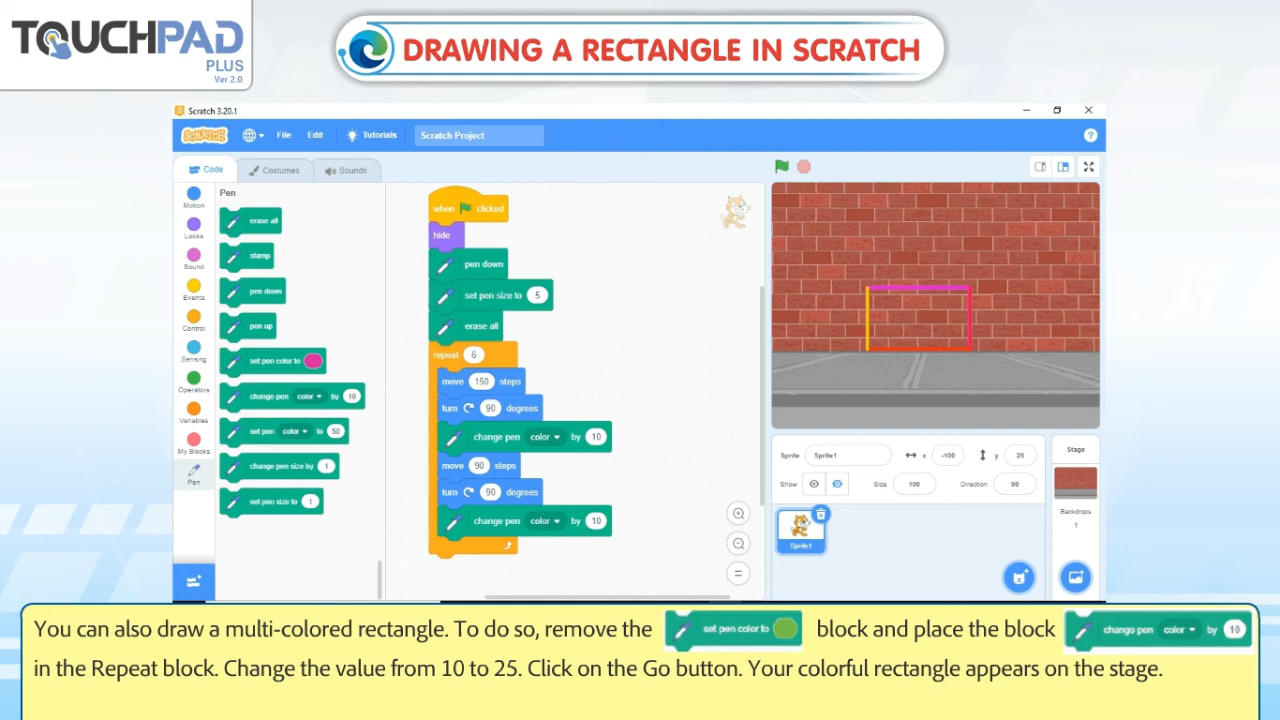 TOUCHPAD
PLUS
Ver 2.0
DRAWING A RECTANGLE IN SCRATCH
Scratch 3.20.1
SCRATCH File Edit Tutorials Scratch Project ?
Code Costumes Sounds
Motion
Looks
Sound
Events
Control
Sensing
Operators
Variables
My Blocks
Pen
Pen
erase all
stamp
pen down
pen up
set pen color to
change pen color by 10
set pen color to 50
change pen size by 1
set pen size to 1
when clicked
hide
pen down
set pen size to 5
erase all
repeat 6
move 150 steps
turn 90 degrees
change pen color by 10
move 90 steps
turn 90 degrees
change pen color by 10
Sprite Sprite1 x -100 y 26
Show Size 100 Direction 90
Sprite1
Stage
Backdrops
1
You can also draw a multi-colored rectangle. To do so, remove the set pen color to block and place the block change pen color by 10
in the Repeat block. Change the value from 10 to 25. Click on the Go button. Your colorful rectangle appears on the stage.